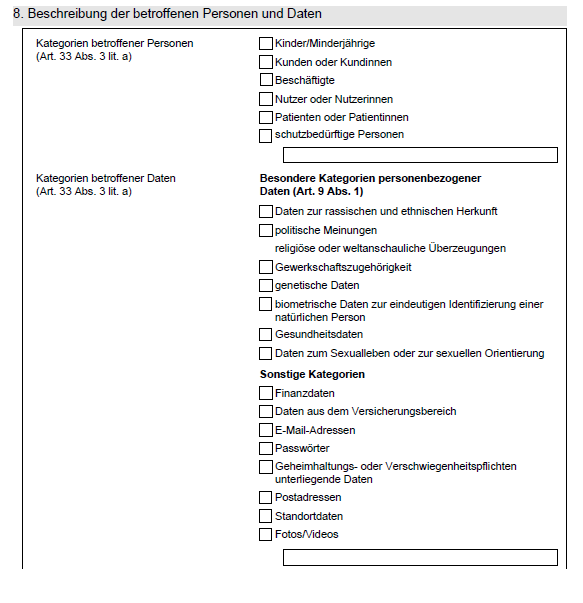 8. Beschreibung der betroffenen Personen und Daten
Kategorien betroffener Personen
(Art. 33 Abs. 3 lit. a)
Kinder/Minderjährige
Kunden oder Kundinnen
Beschäftigte
Nutzer oder Nutzerinnen
Patienten oder Patientinnen
schutzbedürftige Personen
Kategorien betroffener Daten
(Art. 33 Abs. 3 lit. a)
Besondere Kategorien personenbezogener
Daten (Art. 9 Abs. 1)
Daten zur rassischen und ethnischen Herkunft
politische Meinungen
religiöse oder weltanschauliche Überzeugungen
Gewerkschaftszugehörigkeit
genetische Daten
biometrische Daten zur eindeutigen Identifizierung einer
natürlichen Person
Gesundheitsdaten
Daten zum Sexualleben oder zur sexuellen Orientierung
Sonstige Kategorien
Finanzdaten
Daten aus dem Versicherungsbereich
E-Mail-Adressen
Passwörter
Geheimhaltungs- oder Verschwiegenheitspflichten
unterliegende Daten
Postadressen
Standortdaten
Fotos/Videos